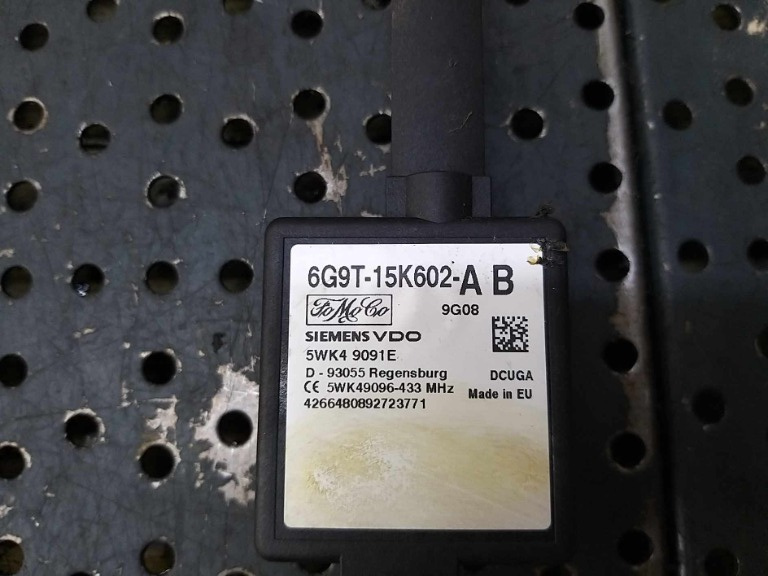 6G9T-15K602-A B
FoMoCo 9G08
SIEMENS VDO
5WK4 9091E
D - 93055 Regensburg DCUGA
CE 5WK49096-433 MHz Made in EU
4266480892723771